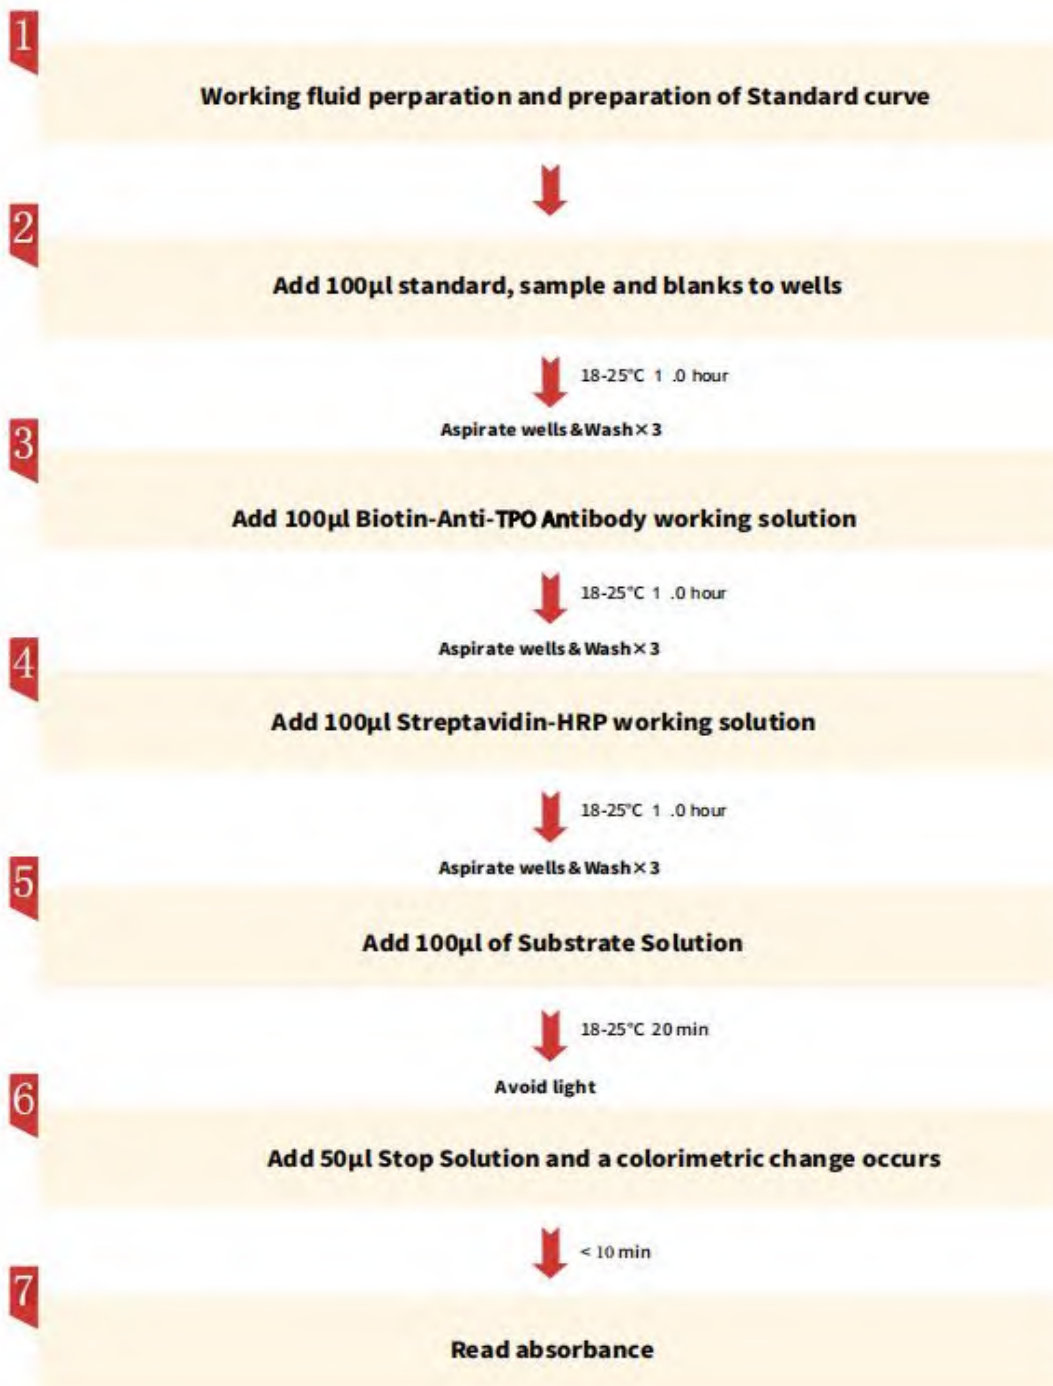 1
Working fluid perparation and preparation of Standard curve
2
Add 100μl standard, sample and blanks to wells
18-25°C 1 .0 hour
Aspirate wells &Wash×3
3
Add 100μl Biotin-Anti-TPO Antibody working solution
18-25°C 1 .0 hour
Aspirate wells & Wash×3
4
Add 100μl Streptavidin-HRP working solution
18-25°C 1 .0 hour
Aspirate wells & Wash×3
5
Add 100μl of Substrate Solution
18-25°C 20 min
Avoid light
6
Add 50μl Stop Solution and a colorimetric change occurs
< 10 min
7
Read absorbance